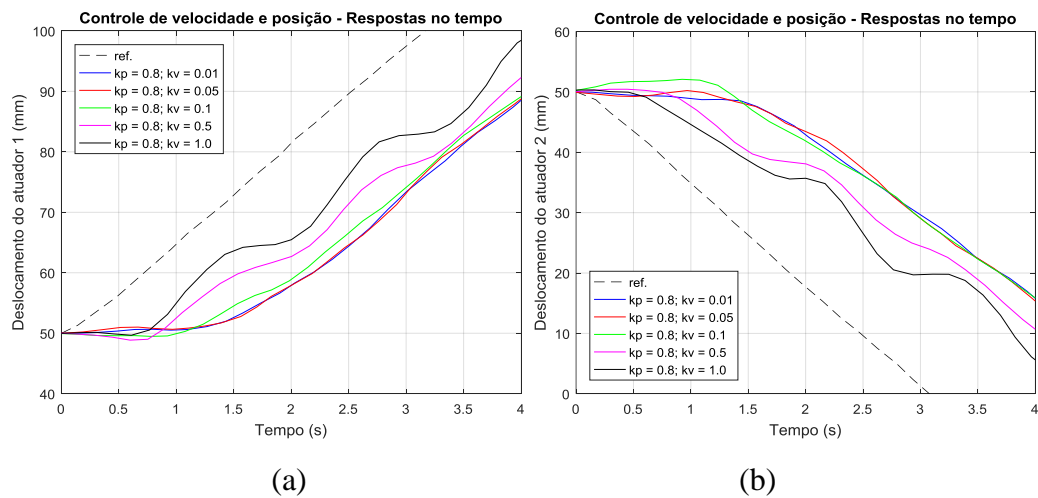 Controle de velocidade e posição - Respostas no tempo
Deslocamento do atuador 1 (mm)
100
90
80
70
60
50
40
ref.
kp = 0.8; kv = 0.01
kp = 0.8; kv = 0.05
kp = 0.8; kv = 0.1
kp = 0.8; kv = 0.5
kp = 0.8; kv = 1.0
0 0.5 1 1.5 2 2.5 3 3.5 4
Tempo (s)
(a)
Controle de velocidade e posição - Respostas no tempo
Deslocamento do atuador 2 (mm)
60
50
40
30
20
10
0
ref.
kp = 0.8; kv = 0.01
kp = 0.8; kv = 0.05
kp = 0.8; kv = 0.1
kp = 0.8; kv = 0.5
kp = 0.8; kv = 1.0
0 0.5 1 1.5 2 2.5 3 3.5 4
Tempo (s)
(b)